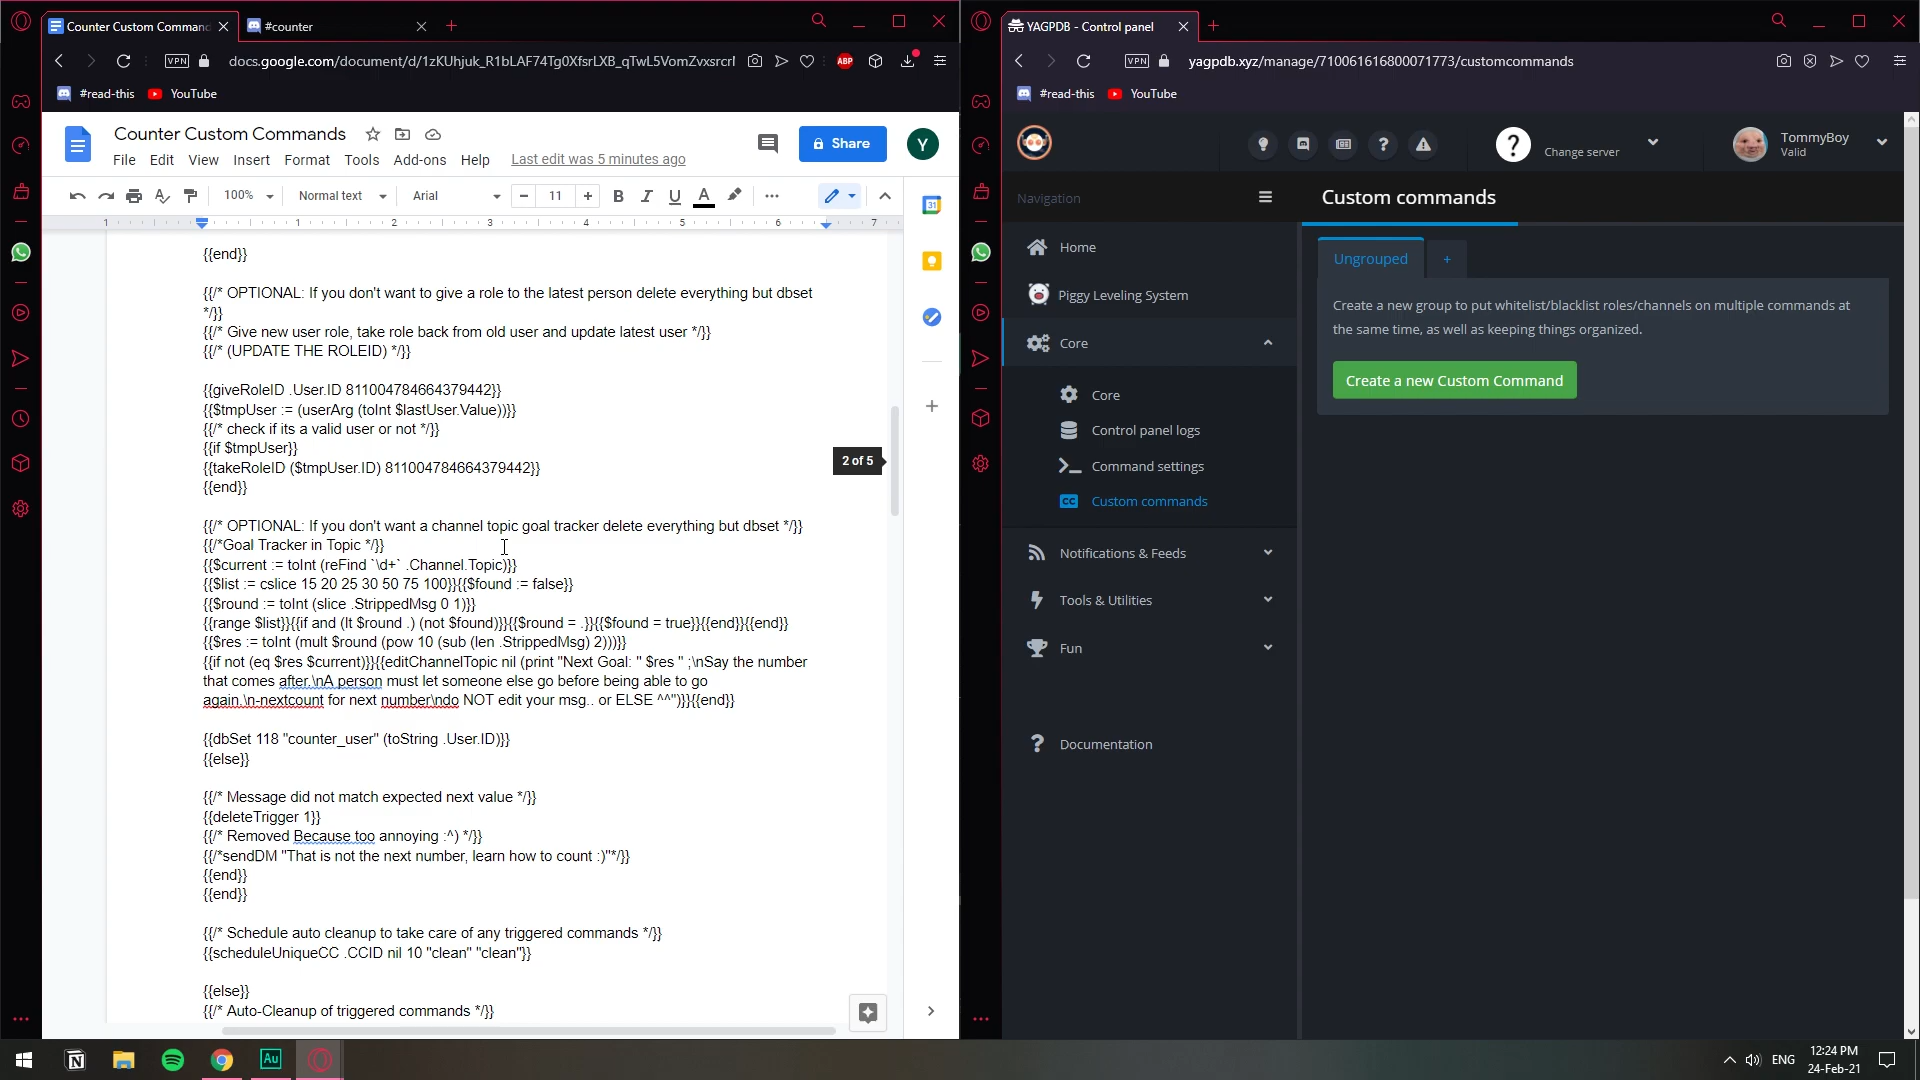 Counter Custom Comman
#counter
VPN
docs.google.com/document/d/1zKUhjuk_R1bLAF74Tg0XfsrLXB_qTwL5VomZvxsrcrl
ABP
#read-this
YouTube
Counter Custom Commands
File Edit View Insert Format Tools Add-ons Help Last edit was 5 minutes ago
Share
Y
100% Normal text Arial 11 B I U A
1 1 2 3 4 5 6 7
31
{{end}}
{{/* OPTIONAL: If you don't want to give a role to the latest person delete everything but dbset
*/}}
{{/* Give new user role, take role back from old user and update latest user */}}
{{/* (UPDATE THE ROLEID) */}}
{{giveRoleID .User.ID 811004784664379442}}
{{$tmpUser := (userArg (toInt $lastUser.Value))}}
{{/* check if its a valid user or not */}}
{{if $tmpUser}}
{{takeRoleID ($tmpUser.ID) 811004784664379442}}
{{end}}
2 of 5
{{/* OPTIONAL: If you don't want a channel topic goal tracker delete everything but dbset */}}
{{/*Goal Tracker in Topic */}}
{{$current := toInt (reFind `\d+` .Channel.Topic)}}
{{$list := cslice 15 20 25 30 50 75 100}}{{$found := false}}
{{$round := toInt (slice .StrippedMsg 0 1)}}
{{range $list}}{{if and (lt $round .) (not $found)}}{{$round = .}}{{$found = true}}{{end}}{{end}}
{{$res := toInt (mult $round (pow 10 (sub (len .StrippedMsg) 2)))}}
{{if not (eq $res $current)}}{{editChannelTopic nil (print "Next Goal: " $res " ;\nSay the number
that comes after.\nA person must let someone else go before being able to go
again.\n-nextcount for next number\ndo NOT edit your msg.. or ELSE ^^")}}{{end}}
{{dbSet 118 "counter_user" (toString .User.ID)}}
{{else}}
{{/* Message did not match expected next value */}}
{{deleteTrigger 1}}
{{/* Removed Because too annoying :^) */}}
{{/*sendDM "That is not the next number, learn how to count :)"*/}}
{{end}}
{{end}}
{{/* Schedule auto cleanup to take care of any triggered commands */}}
{{scheduleUniqueCC .CCID nil 10 "clean" "clean"}}
{{else}}
{{/* Auto-Cleanup of triggered commands */}}
YAGPDB - Control panel
VPN
yagpdb.xyz/manage/710061616800071773/customcommands
#read-this
YouTube
Change server
TommyBoy
Valid
Navigation
Custom commands
Home
Piggy Leveling System
Core
Core
Control panel logs
Command settings
CC Custom commands
Notifications & Feeds
Tools & Utilities
Fun
Documentation
Ungrouped +
Create a new group to put whitelist/blacklist roles/channels on multiple commands at
the same time, as well as keeping things organized.
Create a new Custom Command
Au
ENG
12:24 PM
24-Feb-21